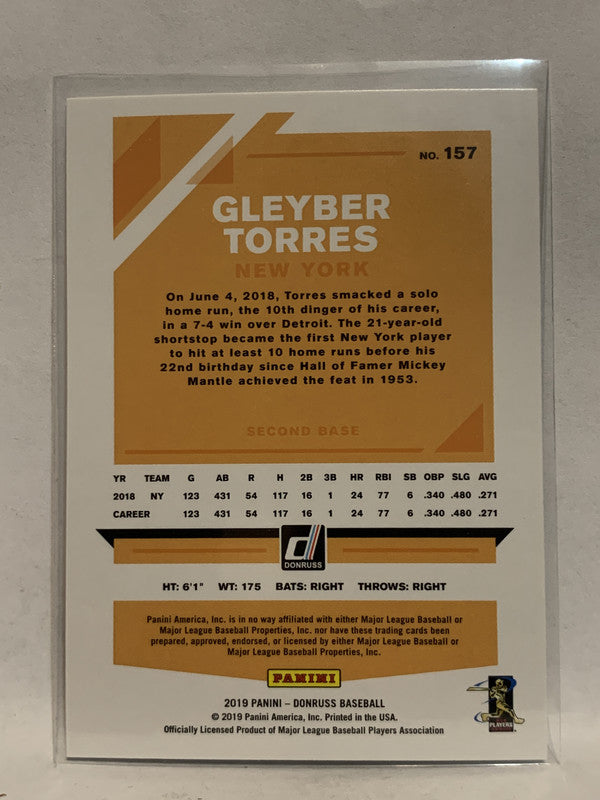 NO. 157
GLEYBER
TORRES
NEW YORK
On June 4, 2018, Torres smacked a solo
home run, the 10th dinger of his career,
in a 7-4 win over Detroit. The 21-year-old
shortstop became the first New York player
to hit at least 10 home runs before his
22nd birthday since Hall of Famer Mickey
Mantle achieved the feat in 1953.
SECOND BASE
YR TEAM G AB R H 2B 3B HR RBI SB OBP SLG AVG
2018 NY 123 431 54 117 16 1 24 77 6 .340 .480 .271
CAREER 123 431 54 117 16 1 24 77 6 .340 .480 .271
d
DONRUSS
HT: 6'1" WT: 175 BATS: RIGHT THROWS: RIGHT
Panini America, Inc. is in no way affiliated with either Major League Baseball or
Major League Baseball Properties, Inc. nor have these trading cards been
prepared, approved, endorsed, or licensed by either Major League Baseball or
Major League Baseball Properties, Inc.
PANINI
2019 PANINI – DONRUSS BASEBALL
© 2019 Panini America, Inc. Printed in the USA.
Officially Licensed Product of Major League Baseball Players Association
PLAYERS